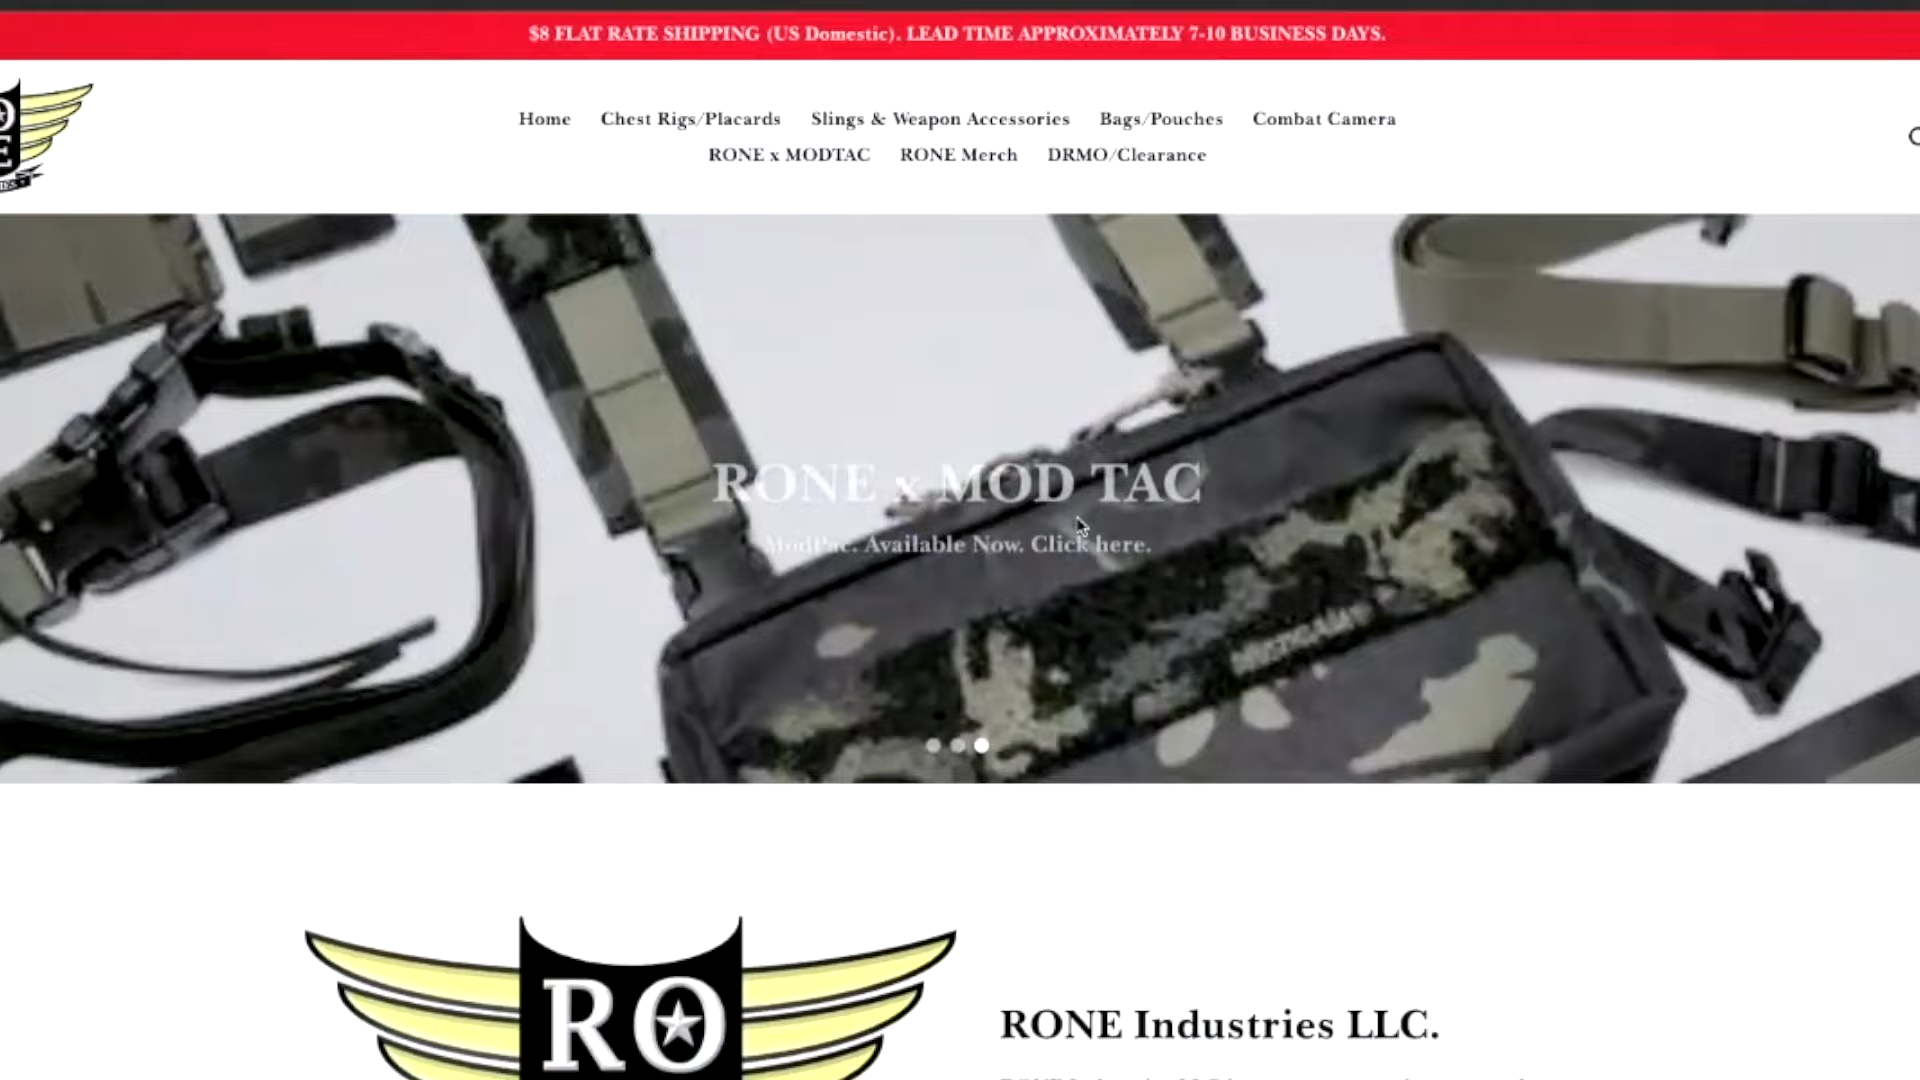 $8 FLAT RATE SHIPPING (US Domestic). LEAD TIME APPROXIMATELY 7-10 BUSINESS DAYS.
Home Chest Rigs/Placards Slings & Weapon Accessories Bags/Pouches Combat Camera
RONE x MODTAC RONE Merch DRMO/Clearance
RONE x MOD TAC
ModPac. Available Now. Click here.
MULTICAM
RO
RONE Industries LLC.